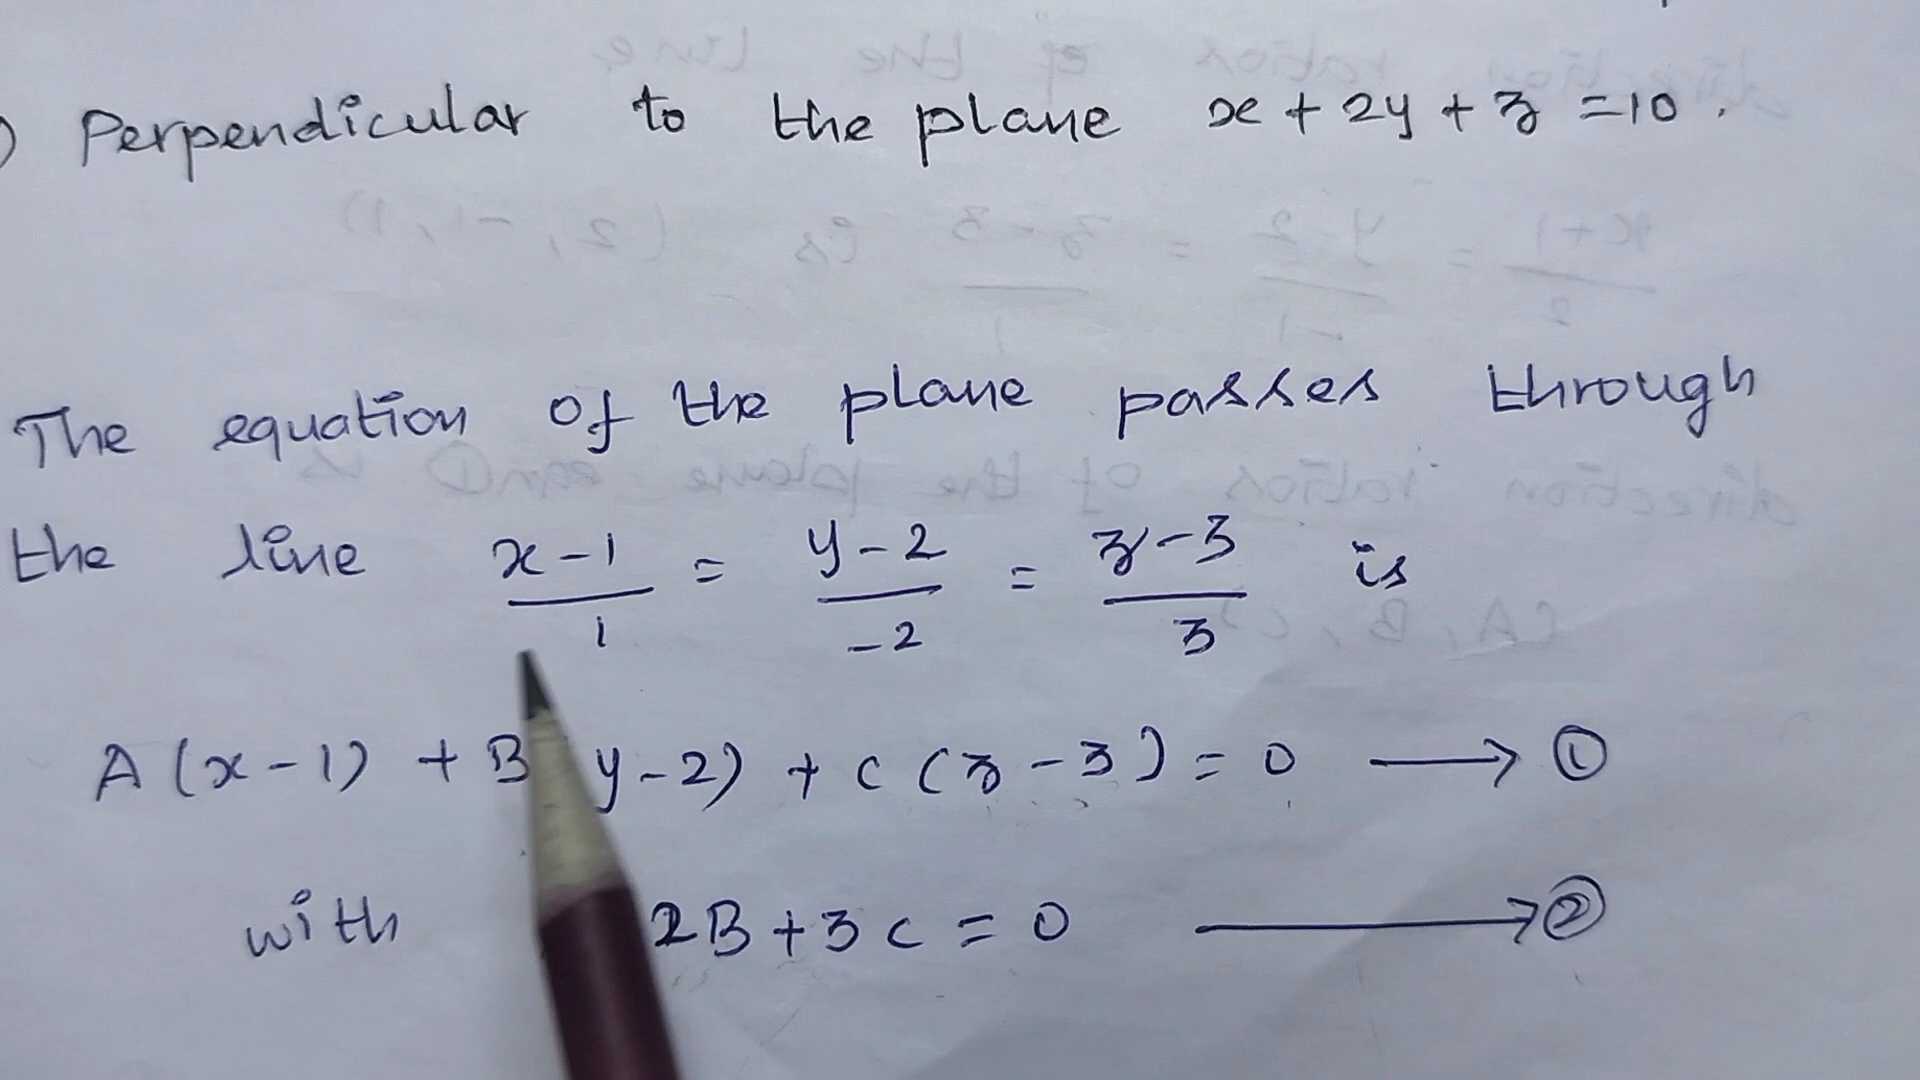 ) Perpendicular to the plane x + 2y + z = 10.
The equation of the plane passes through
the line x - 1 / 1 = y - 2 / -2 = z - 3 / 3 is
A (x - 1) + B y - 2) + C (z - 3) = 0 → ①
with 2B + 3C = 0 → ②